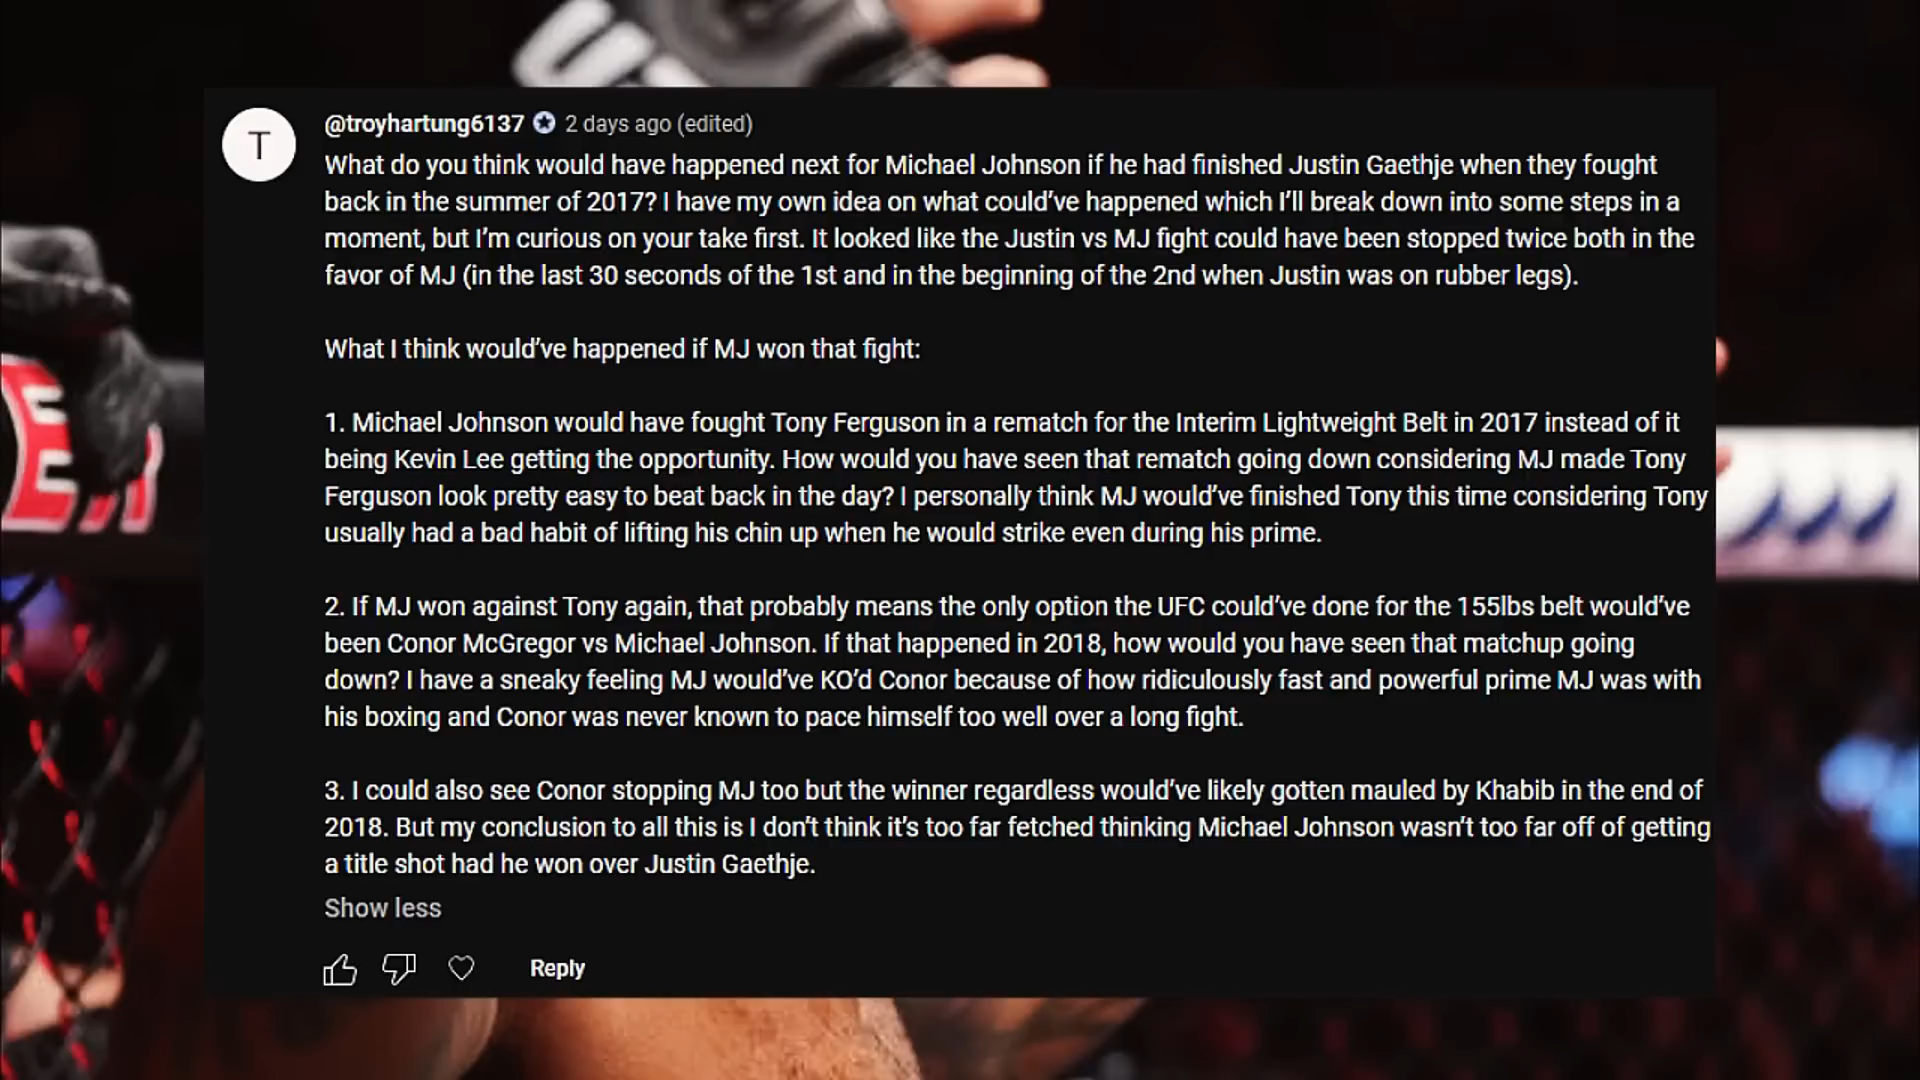 T
@troyhartung6137 2 days ago (edited)
What do you think would have happened next for Michael Johnson if he had finished Justin Gaethje when they fought
back in the summer of 2017? I have my own idea on what could’ve happened which I’ll break down into some steps in a
moment, but I’m curious on your take first. It looked like the Justin vs MJ fight could have been stopped twice both in the
favor of MJ (in the last 30 seconds of the 1st and in the beginning of the 2nd when Justin was on rubber legs).
What I think would’ve happened if MJ won that fight:
1. Michael Johnson would have fought Tony Ferguson in a rematch for the Interim Lightweight Belt in 2017 instead of it
being Kevin Lee getting the opportunity. How would you have seen that rematch going down considering MJ made Tony
Ferguson look pretty easy to beat back in the day? I personally think MJ would’ve finished Tony this time considering Tony
usually had a bad habit of lifting his chin up when he would strike even during his prime.
2. If MJ won against Tony again, that probably means the only option the UFC could’ve done for the 155lbs belt would’ve
been Conor McGregor vs Michael Johnson. If that happened in 2018, how would you have seen that matchup going
down? I have a sneaky feeling MJ would’ve KO’d Conor because of how ridiculously fast and powerful prime MJ was with
his boxing and Conor was never known to pace himself too well over a long fight.
3. I could also see Conor stopping MJ too but the winner regardless would’ve likely gotten mauled by Khabib in the end of
2018. But my conclusion to all this is I don’t think it’s too far fetched thinking Michael Johnson wasn’t too far off of getting
a title shot had he won over Justin Gaethje.
Show less
Reply